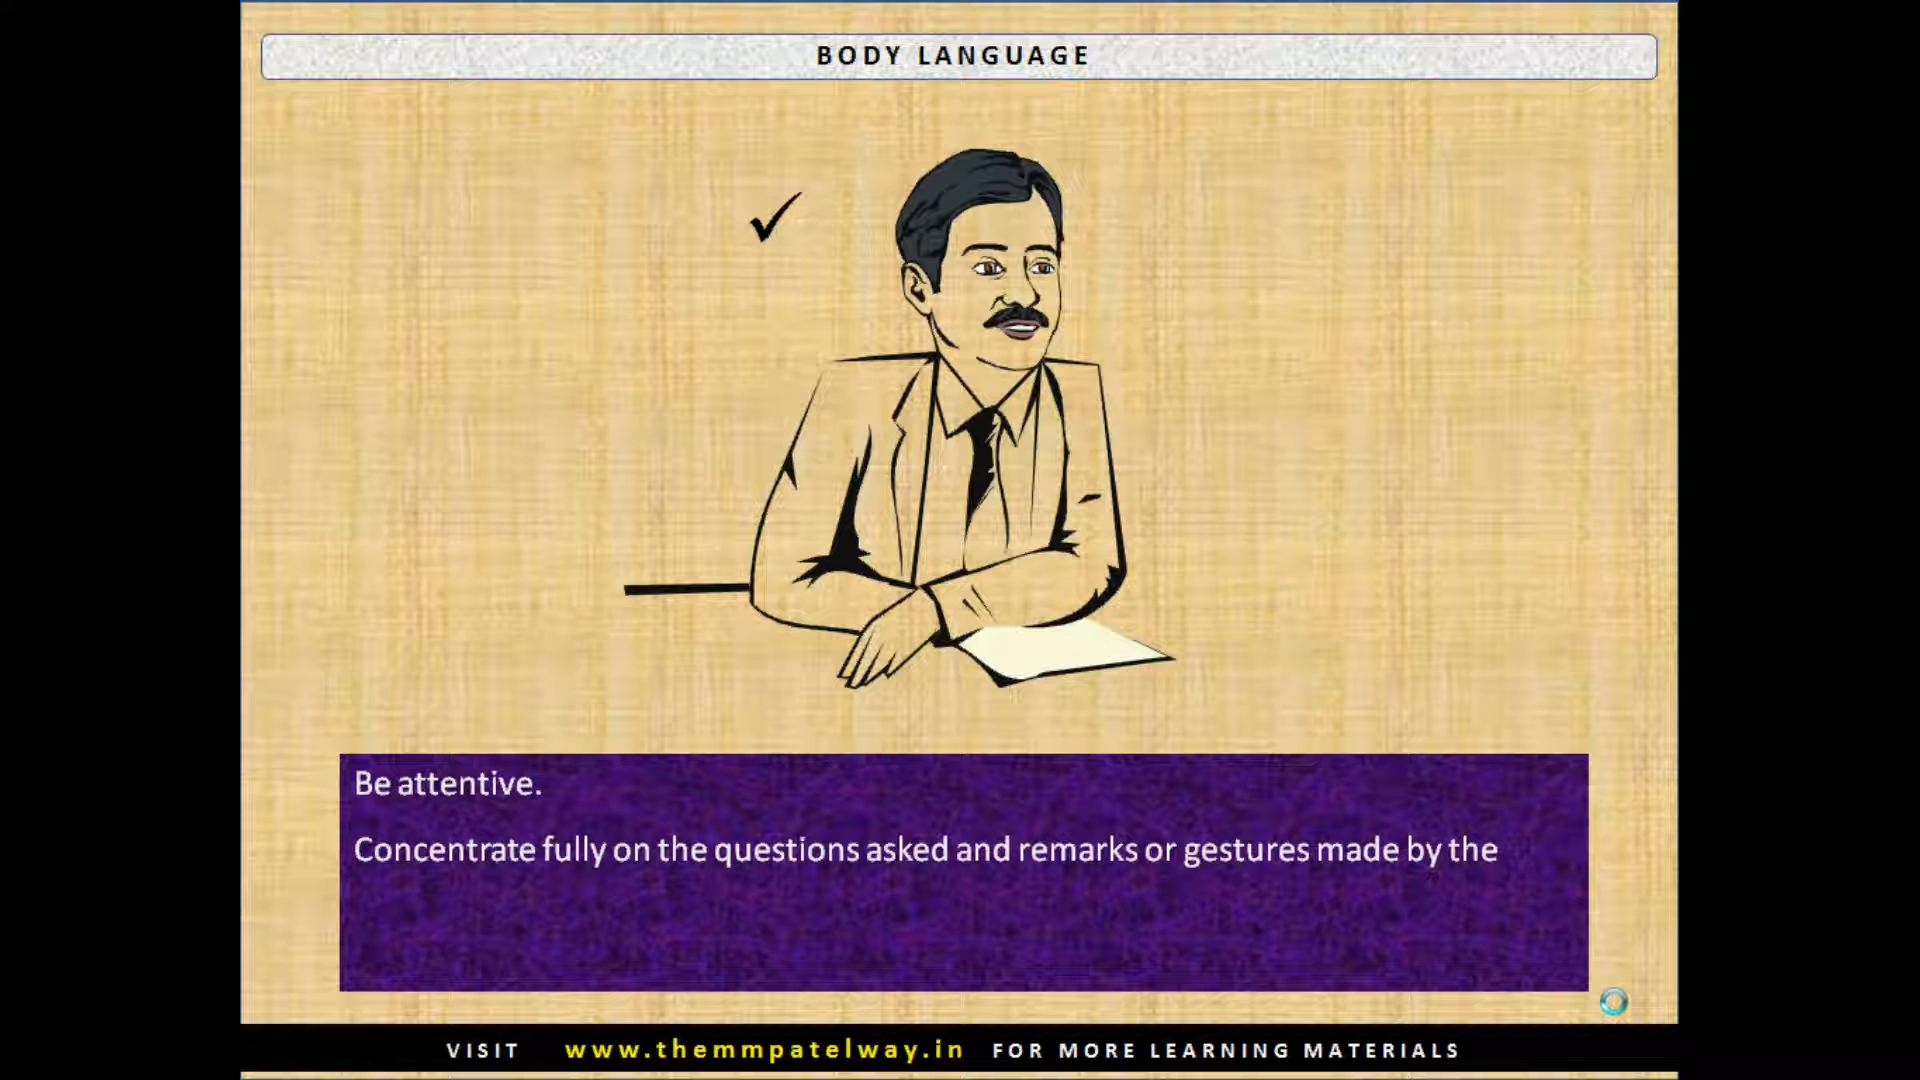 BODY LANGUAGE
Be attentive.
Concentrate fully on the questions asked and remarks or gestures made by the
VISIT www.themmpatelway.in FOR MORE LEARNING MATERIALS